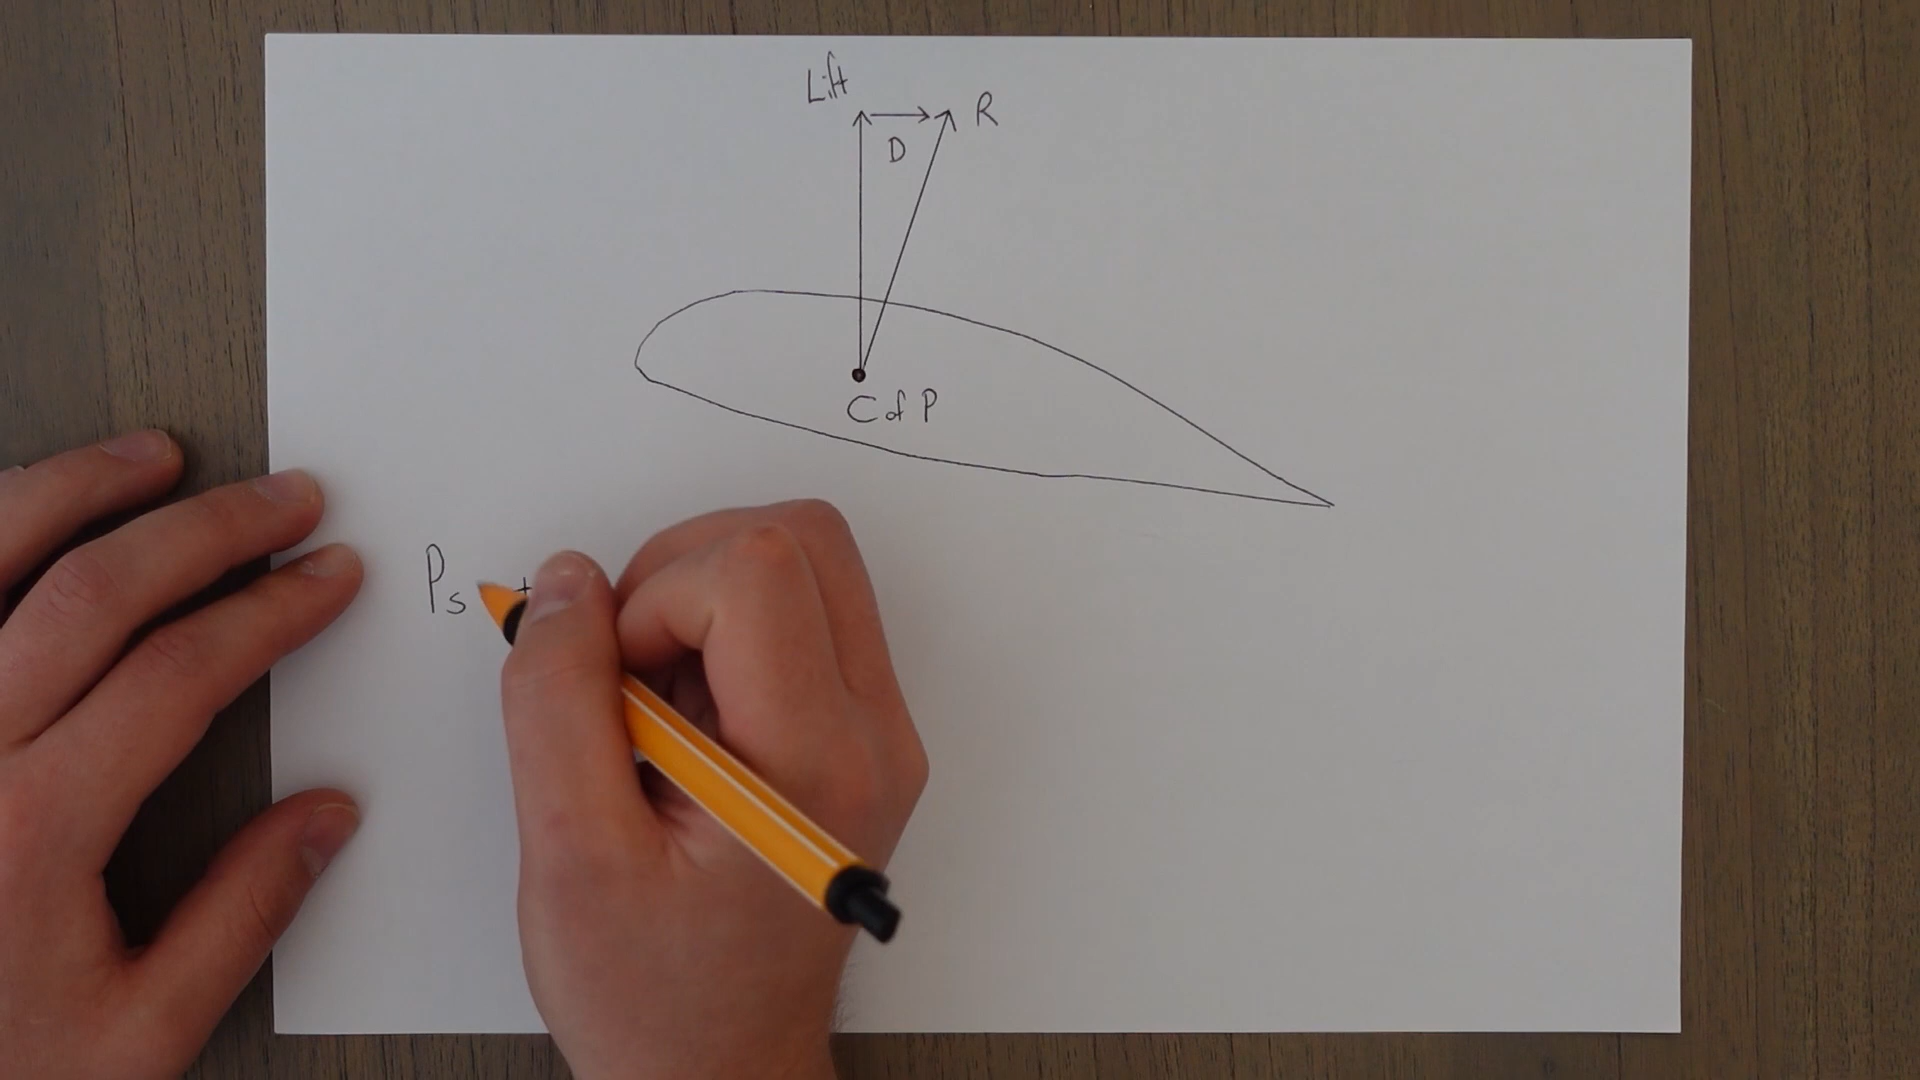 Lift
R
D
C of P
Ps +